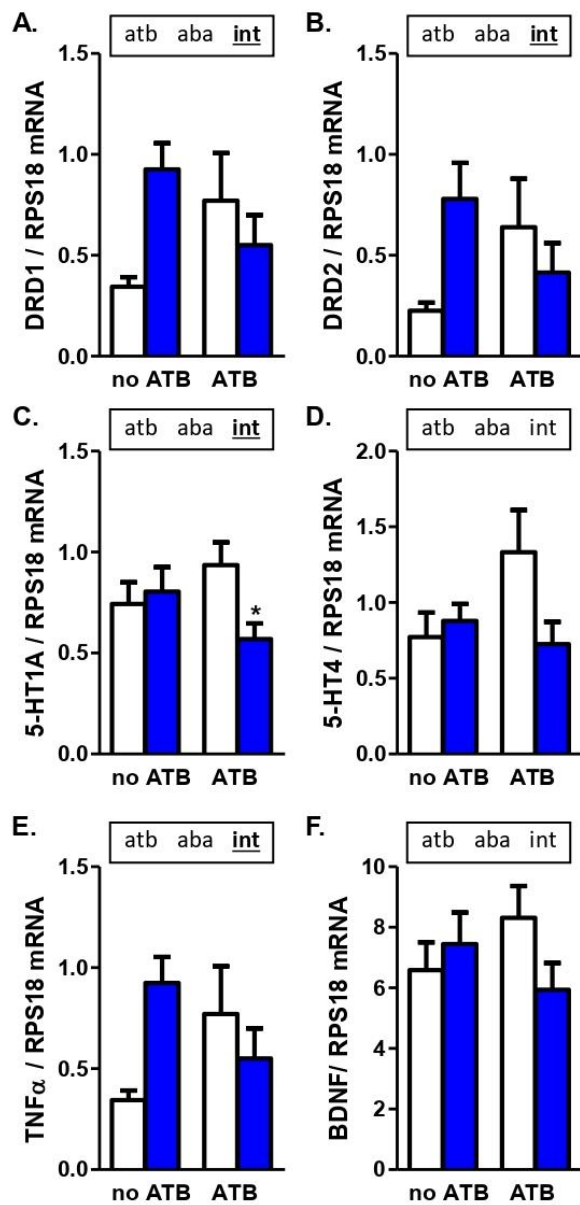 A.
atb aba int
DRD1 / RPS18 mRNA
1.5
1.0
0.5
0.0
no ATB ATB
B.
atb aba int
DRD2 / RPS18 mRNA
1.5
1.0
0.5
0.0
no ATB ATB
C.
atb aba int
5-HT1A / RPS18 mRNA
1.5
1.0
0.5
0.0
*
no ATB ATB
D.
atb aba int
5-HT4 / RPS18 mRNA
2.0
1.5
1.0
0.5
0.0
no ATB ATB
E.
atb aba int
TNFα / RPS18 mRNA
1.5
1.0
0.5
0.0
no ATB ATB
F.
atb aba int
BDNF/ RPS18 mRNA
10
8
6
4
2
0
no ATB ATB